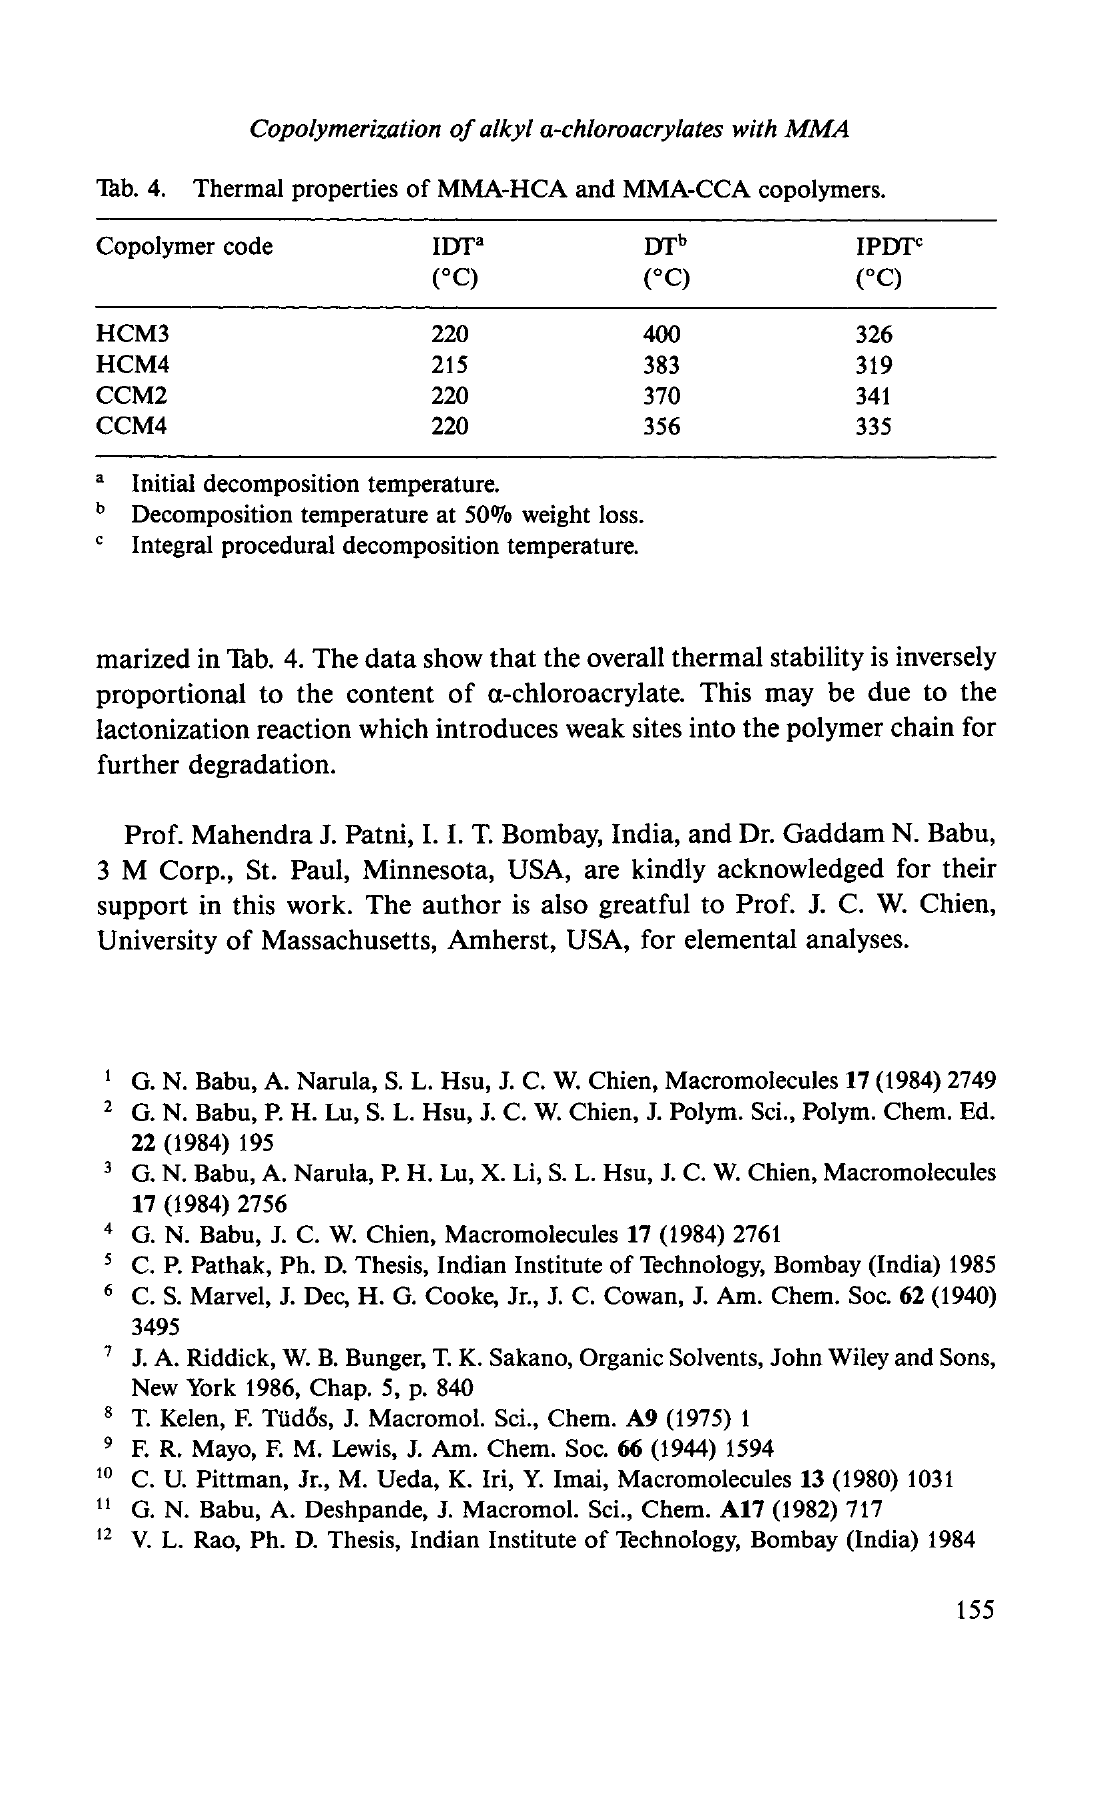 Copolymerization of alkyl α-chloroacrylates with MMA
Tab. 4. Thermal properties of MMA-HCA and MMA-CCA copolymers.
Copolymer code IDTᵃ DTᵇ IPDTᶜ
(°C) (°C) (°C)
HCM3 220 400 326
HCM4 215 383 319
CCM2 220 370 341
CCM4 220 356 335
ᵃ Initial decomposition temperature.
ᵇ Decomposition temperature at 50% weight loss.
ᶜ Integral procedural decomposition temperature.
marized in Tab. 4. The data show that the overall thermal stability is inversely
proportional to the content of α-chloroacrylate. This may be due to the
lactonization reaction which introduces weak sites into the polymer chain for
further degradation.
Prof. Mahendra J. Patni, I. I. T. Bombay, India, and Dr. Gaddam N. Babu,
3 M Corp., St. Paul, Minnesota, USA, are kindly acknowledged for their
support in this work. The author is also greatful to Prof. J. C. W. Chien,
University of Massachusetts, Amherst, USA, for elemental analyses.
¹ G. N. Babu, A. Narula, S. L. Hsu, J. C. W. Chien, Macromolecules 17 (1984) 2749
² G. N. Babu, P. H. Lu, S. L. Hsu, J. C. W. Chien, J. Polym. Sci., Polym. Chem. Ed.
22 (1984) 195
³ G. N. Babu, A. Narula, P. H. Lu, X. Li, S. L. Hsu, J. C. W. Chien, Macromolecules
17 (1984) 2756
⁴ G. N. Babu, J. C. W. Chien, Macromolecules 17 (1984) 2761
⁵ C. P. Pathak, Ph. D. Thesis, Indian Institute of Technology, Bombay (India) 1985
⁶ C. S. Marvel, J. Dec, H. G. Cooke, Jr., J. C. Cowan, J. Am. Chem. Soc. 62 (1940)
3495
⁷ J. A. Riddick, W. B. Bunger, T. K. Sakano, Organic Solvents, John Wiley and Sons,
New York 1986, Chap. 5, p. 840
⁸ T. Kelen, F. Tüdős, J. Macromol. Sci., Chem. A9 (1975) 1
⁹ F. R. Mayo, F. M. Lewis, J. Am. Chem. Soc. 66 (1944) 1594
¹⁰ C. U. Pittman, Jr., M. Ueda, K. Iri, Y. Imai, Macromolecules 13 (1980) 1031
¹¹ G. N. Babu, A. Deshpande, J. Macromol. Sci., Chem. A17 (1982) 717
¹² V. L. Rao, Ph. D. Thesis, Indian Institute of Technology, Bombay (India) 1984
155